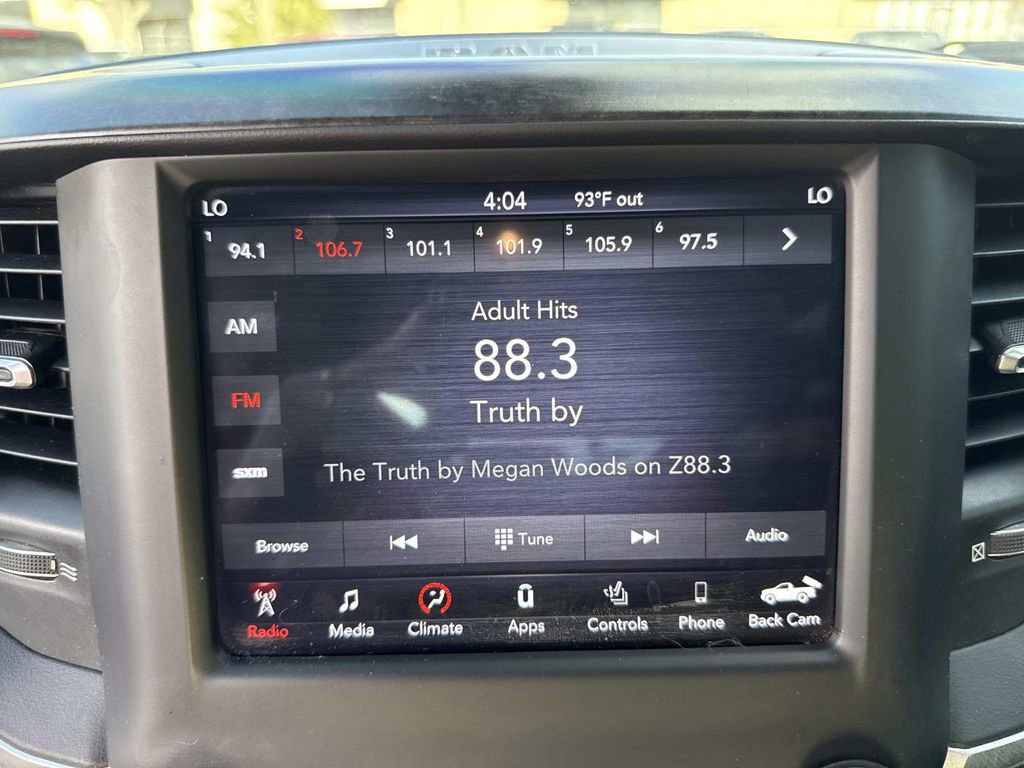 RAM
LO 4:04 93°F out LO
1 94.1 2 106.7 3 101.1 4 101.9 5 105.9 6 97.5
Adult Hits
AM
88.3
FM
Truth by
sxm
The Truth by Megan Woods on Z88.3
Browse Tune Audio
Radio Media Climate Apps Controls Phone Back Cam